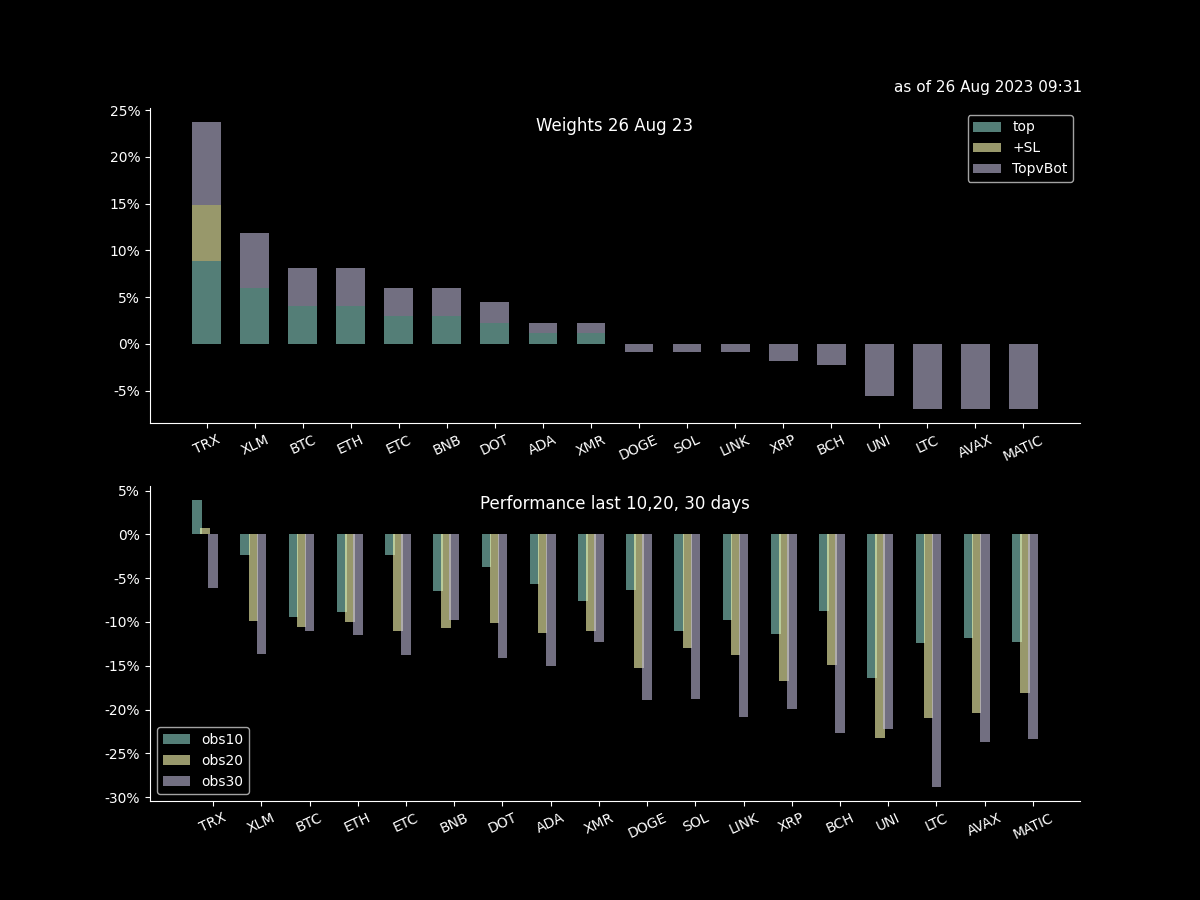 as of 26 Aug 2023 09:31
Weights 26 Aug 23
top
+SL
TopvBot
25%
20%
15%
10%
5%
0%
-5%
TRX XLM BTC ETH ETC BNB DOT ADA XMR DOGE SOL LINK XRP BCH UNI LTC AVAX MATIC
Performance last 10,20, 30 days
5%
0%
-5%
-10%
-15%
-20%
-25%
-30%
obs10
obs20
obs30
TRX XLM BTC ETH ETC BNB DOT ADA XMR DOGE SOL LINK XRP BCH UNI LTC AVAX MATIC